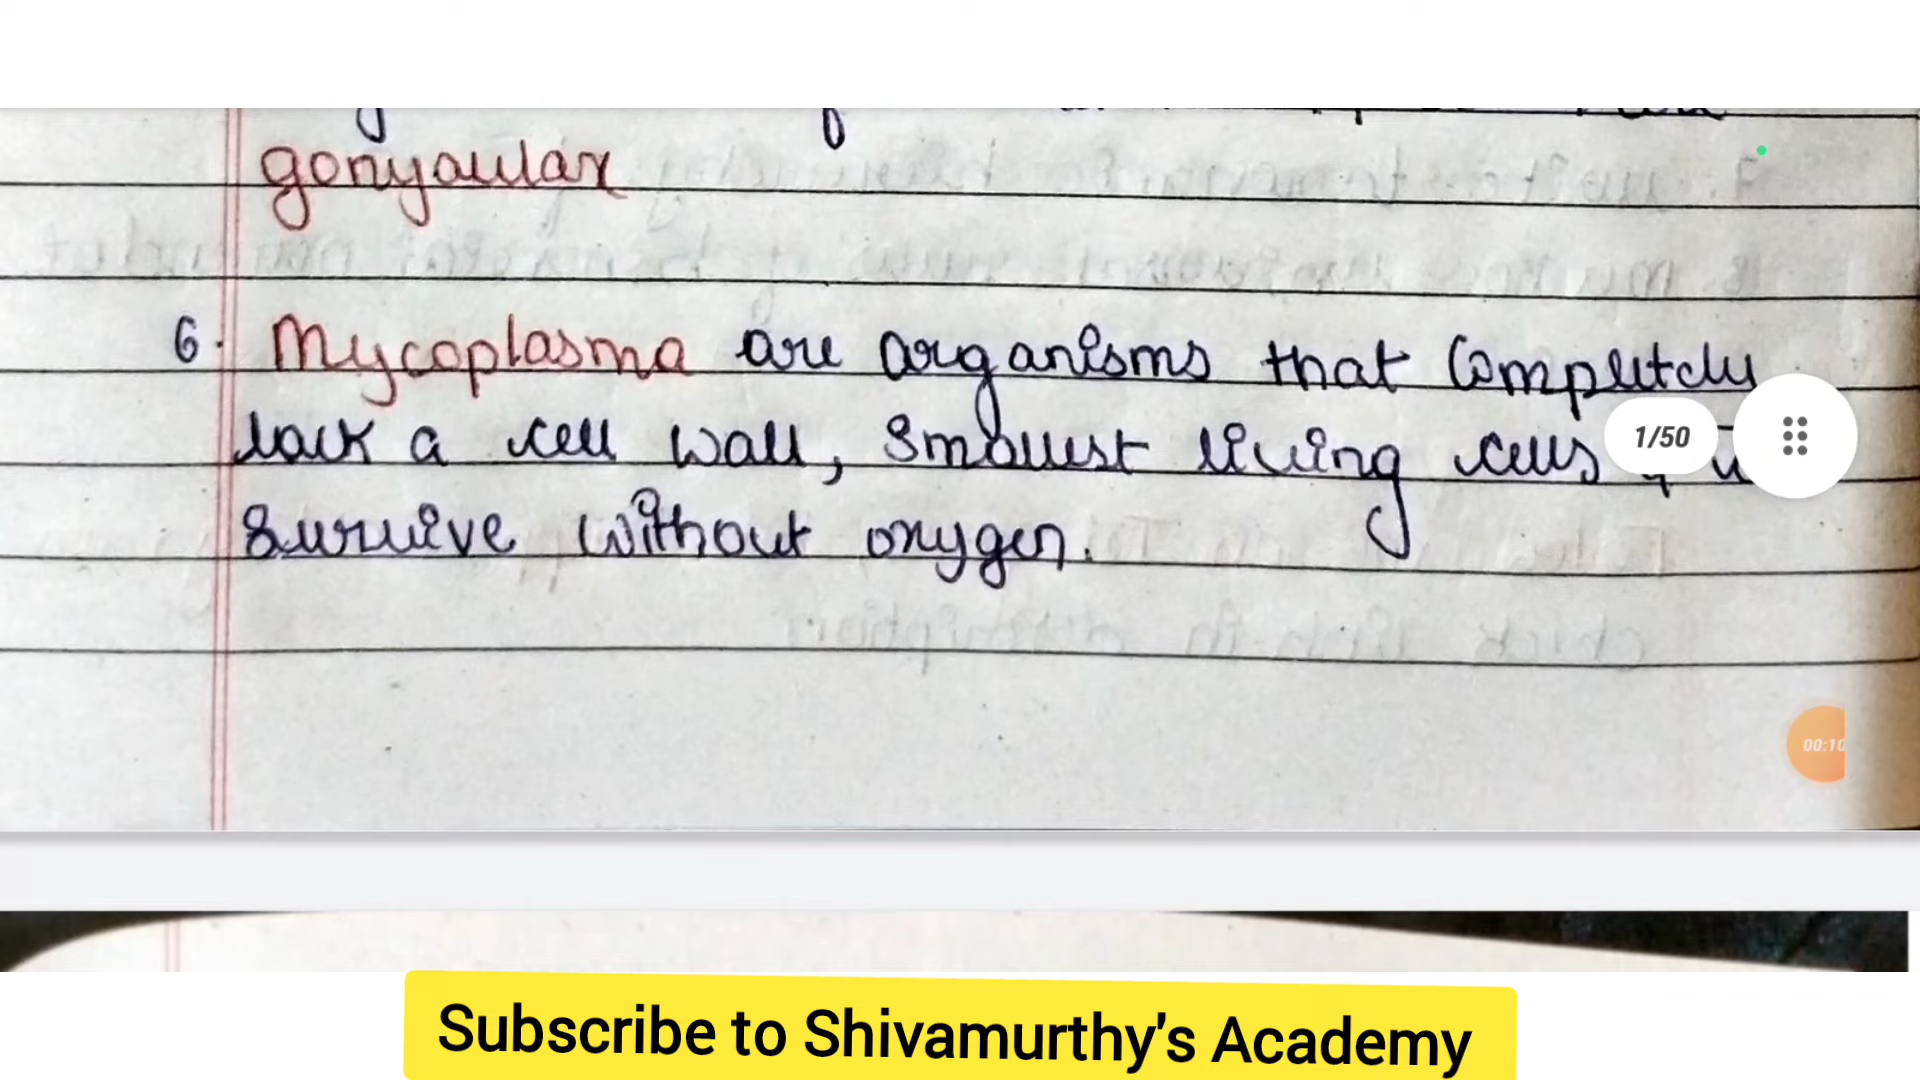 gonyaulax
6. Mycoplasma are organisms that completely
lack a cell wall, smallest living cells &
1/50
survive without oxygen.
00:10
Subscribe to Shivamurthy's Academy